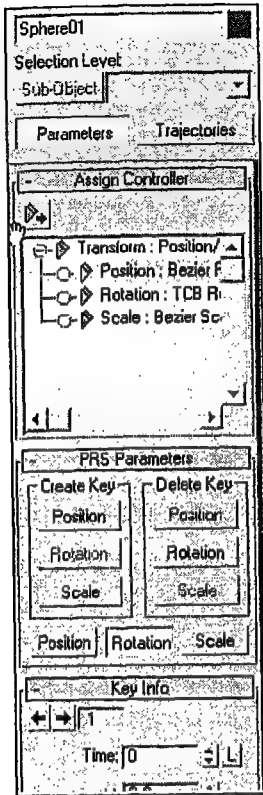 Sphere01
Selection Level:
Sub-Object
Parameters Trajectories
- Assign Controller
Transform : Position/
Position : Bezier P
Rotation : TCB R
Scale : Bezier Sc
- PRS Parameters
Create Key Delete Key
Position Position
Rotation Rotation
Scale Scale
Position Rotation Scale
- Key Info
1
Time: 0 L